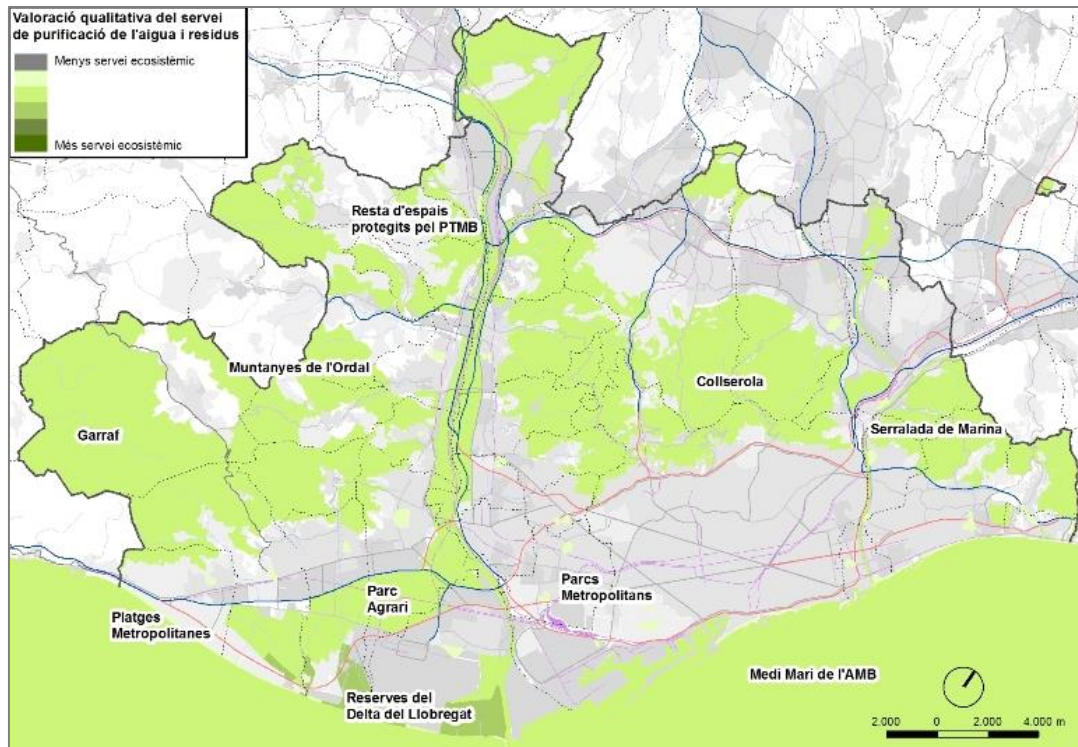 Valoració qualitativa del servei
de purificació de l'aigua i residus
Menys servei ecosistèmic
Més servei ecosistèmic
Resta d'espais
protegits pel PTMB
Muntanyes de l'Ordal
Collserola
Garraf
Serralada de Marina
Parc
Agrari
Parcs
Metropolitans
Platges
Metropolitanes
Medi Marí de l'AMB
Reserves del
Delta del Llobregat
2.000 0 2.000 4.000 m